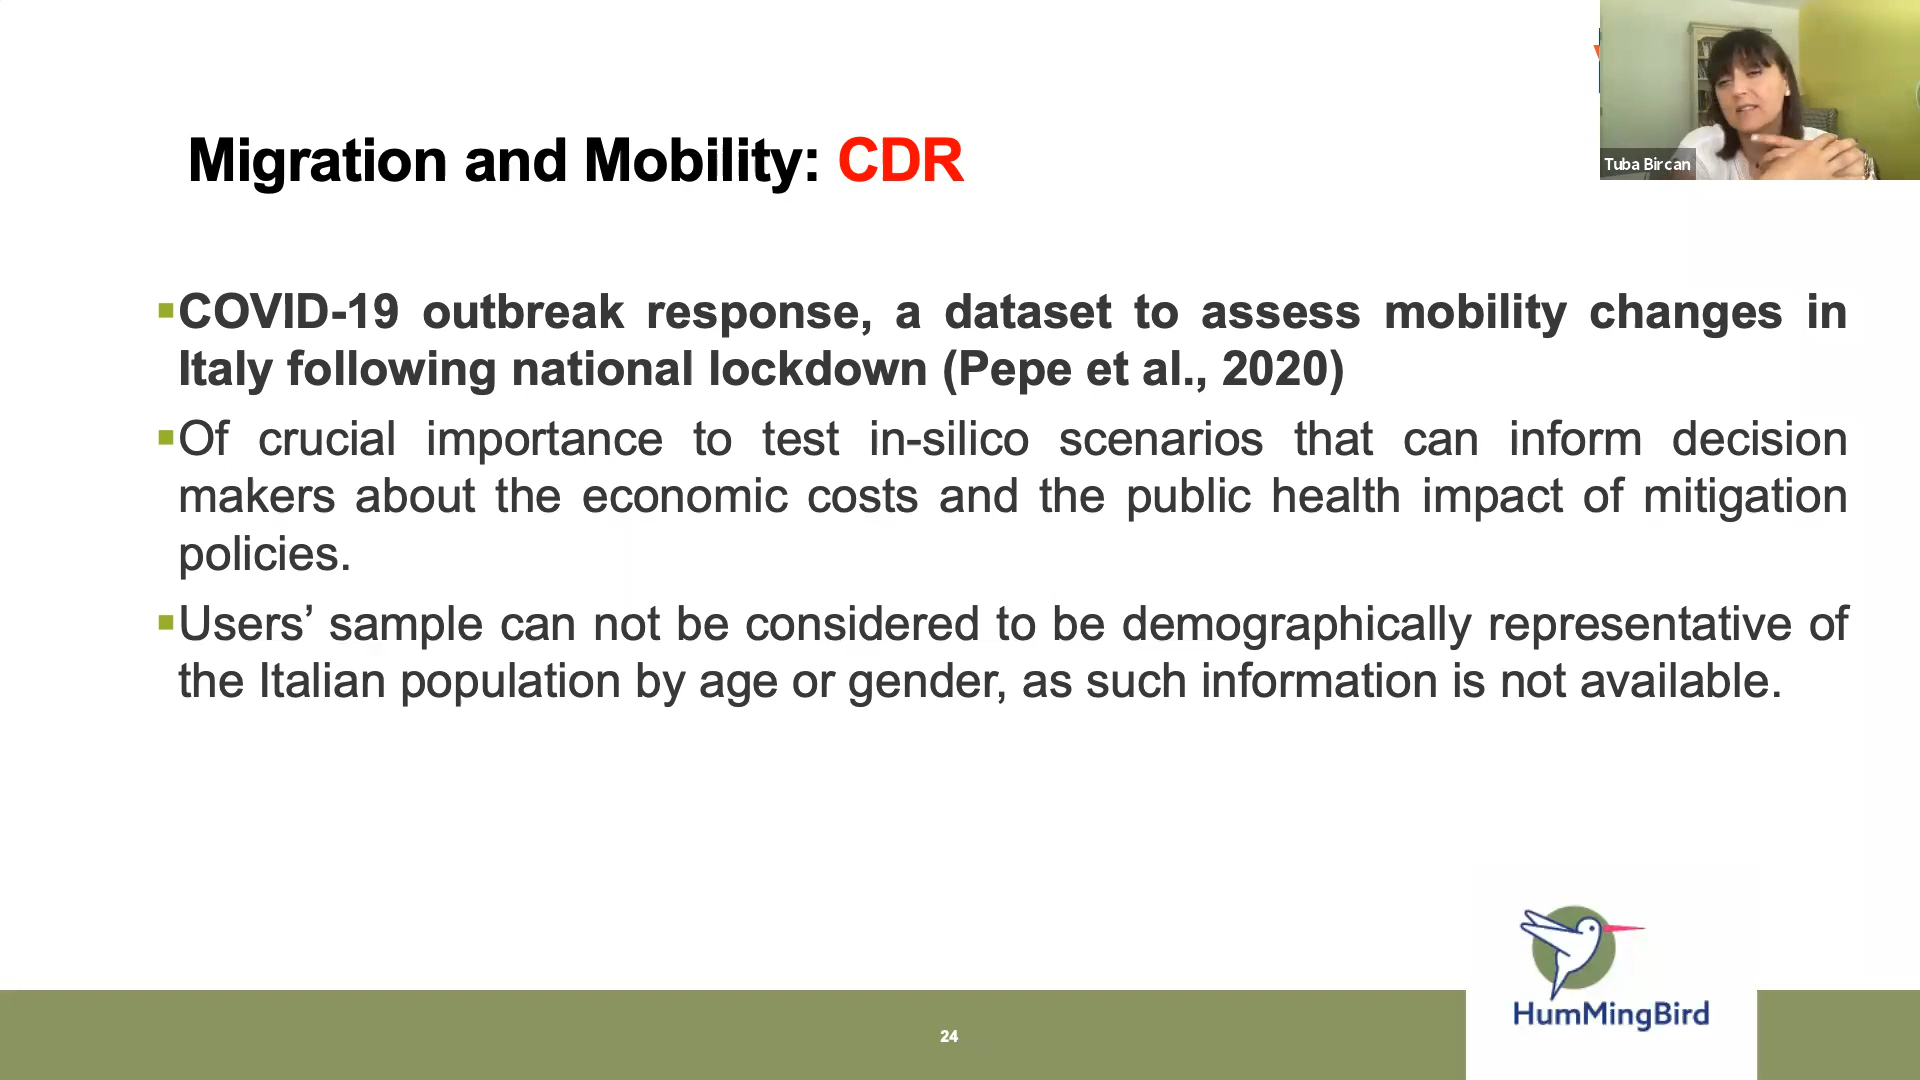 Tuba Bircan
Migration and Mobility: CDR
▪COVID-19 outbreak response, a dataset to assess mobility changes in
Italy following national lockdown (Pepe et al., 2020)
▪Of crucial importance to test in-silico scenarios that can inform decision
makers about the economic costs and the public health impact of mitigation
policies.
▪Users’ sample can not be considered to be demographically representative of
the Italian population by age or gender, as such information is not available.
HumMingBird
24